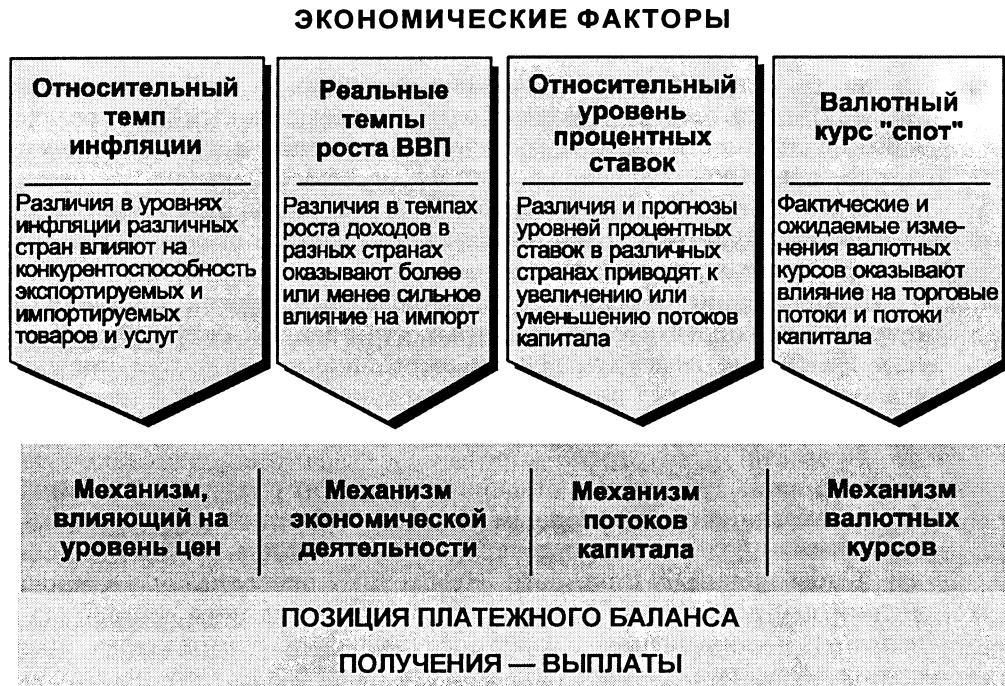 ЭКОНОМИЧЕСКИЕ ФАКТОРЫ
Относительный
темп
инфляции
Различия в уровнях
инфляции различных
стран влияют на
конкурентоспособность
экспортируемых и
импортируемых
товаров и услуг
Реальные
темпы
роста ВВП
Различия в темпах
роста доходов в
разных странах
оказывают более
или менее сильное
влияние на импорт
Относительный
уровень
процентных
ставок
Различия и прогнозы
уровней процентных
ставок в различных
странах приводят к
увеличению или
уменьшению потоков
капитала
Валютный
курс "спот"
Фактические и
ожидаемые изме-
нения валютных
курсов оказывают
влияние на торговые
потоки и потоки
капитала
Механизм,
влияющий на
уровень цен
Механизм
экономической
деятельности
Механизм
потоков
капитала
Механизм
валютных
курсов
ПОЗИЦИЯ ПЛАТЕЖНОГО БАЛАНСА
ПОЛУЧЕНИЯ — ВЫПЛАТЫ